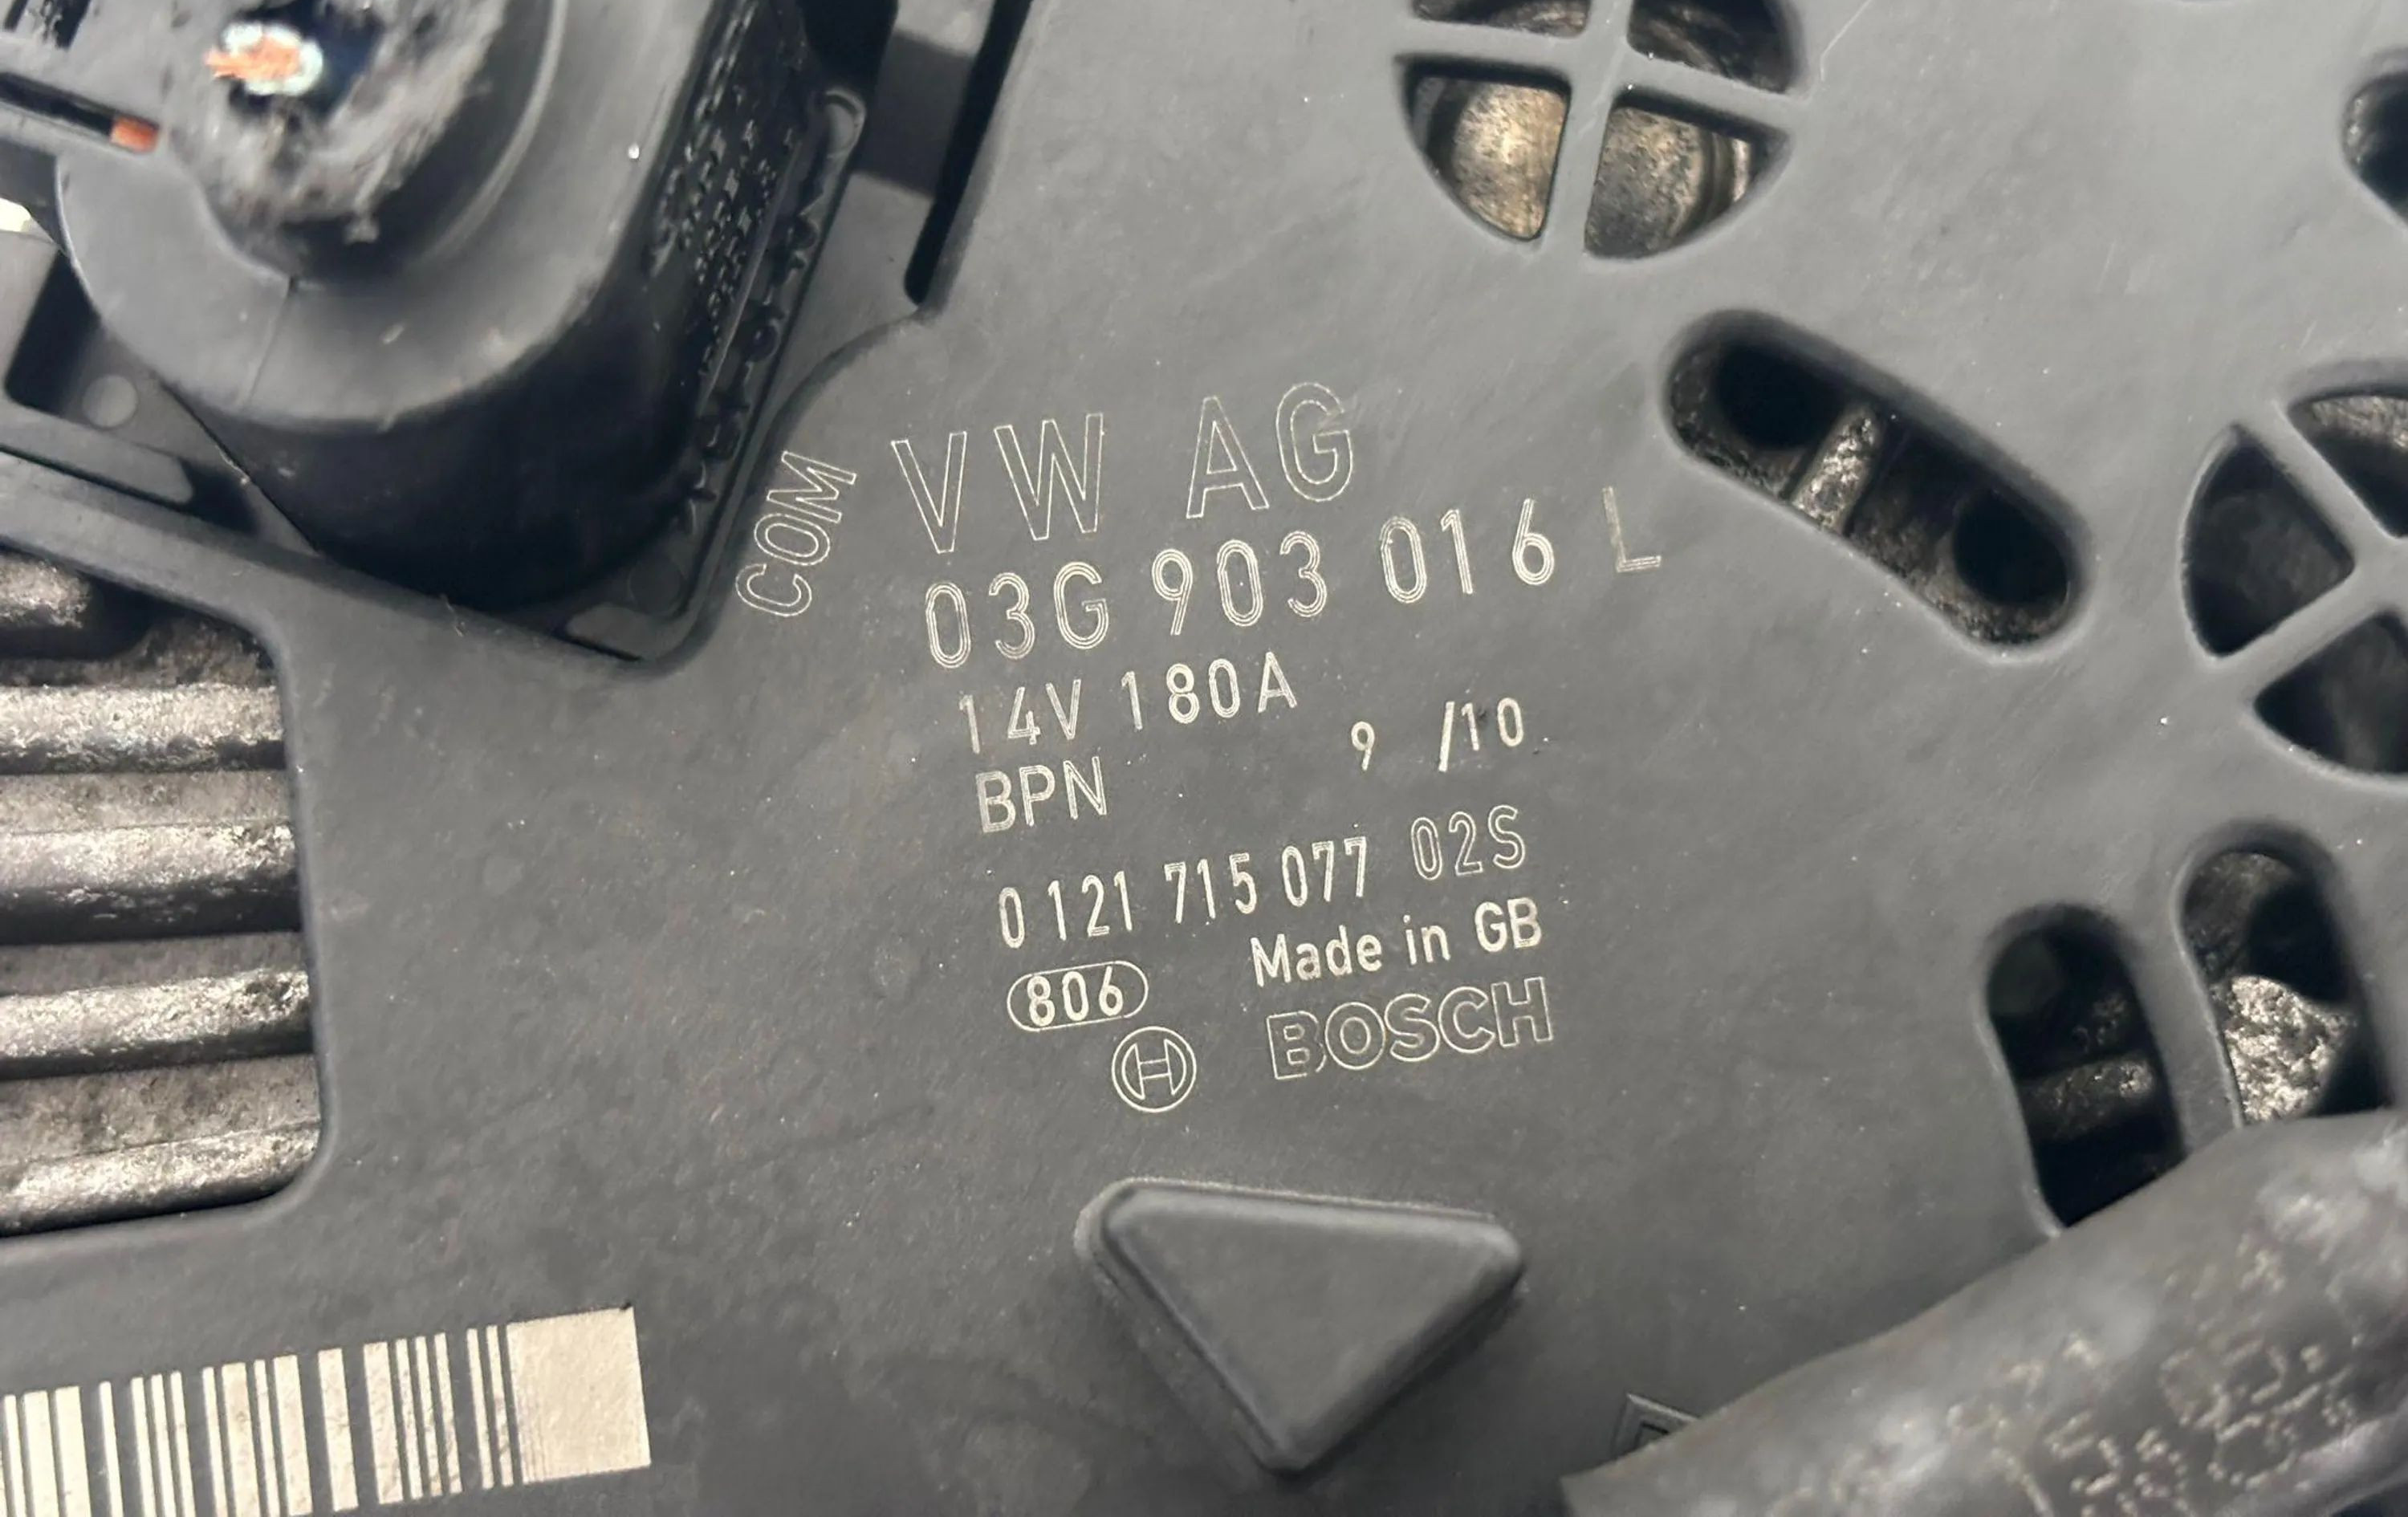 COM
VW AG
03G 903 016 L
14V 180A
BPN 9 /10
0 121 715 077 02S
806 Made in GB
BOSCH